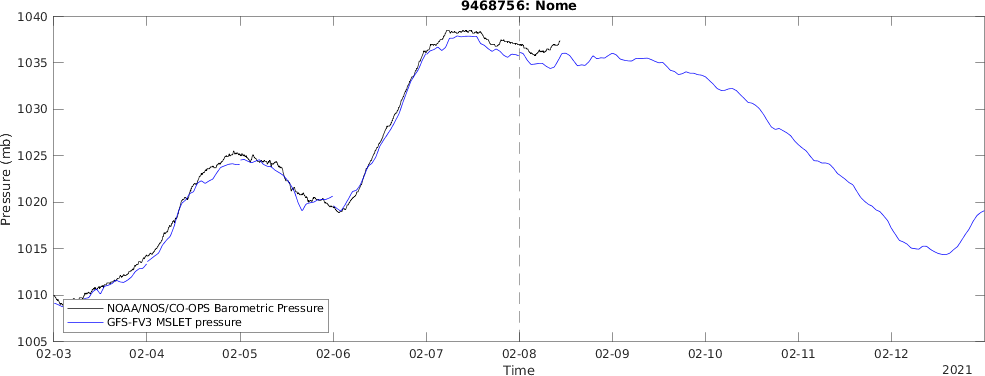 9468756: Nome
1040
1035
1030
1025
1020
1015
1010
1005
Pressure (mb)
NOAA/NOS/CO-OPS Barometric Pressure
GFS-FV3 MSLET pressure
02-03 02-04 02-05 02-06 02-07 02-08 02-09 02-10 02-11 02-12
Time
2021